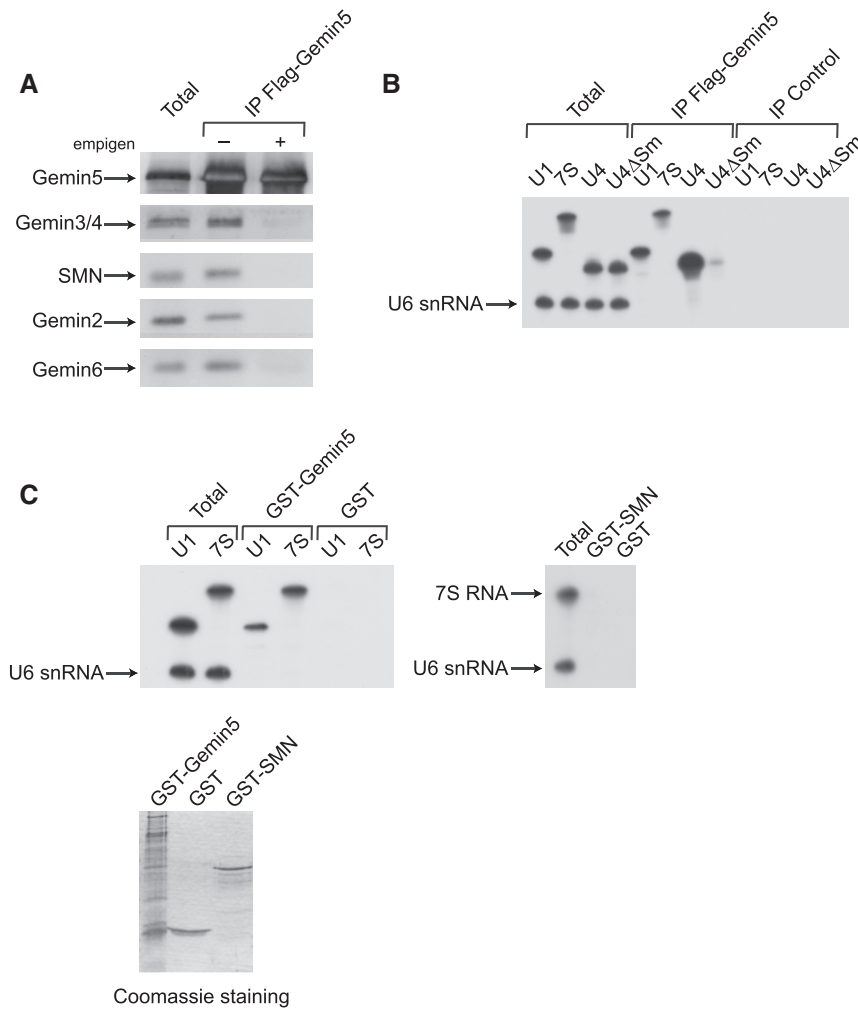 A
Total
IP Flag-Gemin5
empigen
–
+
Gemin5
Gemin3/4
SMN
Gemin2
Gemin6
B
Total
IP Flag-Gemin5
IP Control
U1
7S
U4
U4ΔSm
U1
7S
U4
U4ΔSm
U1
7S
U4
U4ΔSm
U6 snRNA
C
Total
GST-Gemin5
GST
U1
7S
U1
7S
U1
7S
U6 snRNA
Total
GST-SMN
GST
7S RNA
U6 snRNA
GST-Gemin5
GST
GST-SMN
Coomassie staining